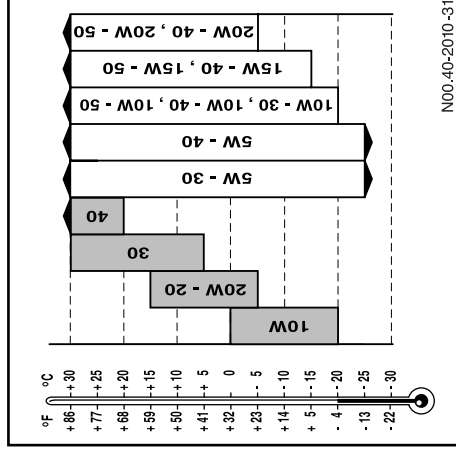 20W - 40 , 20W - 50
15W - 40 , 15W - 50
10W - 30 , 10W - 40 , 10W - 50
5W - 40
5W - 30
40
30
20W - 20
10W
°C
+ 30
+ 25
+ 20
+ 15
+ 10
+ 5
0
- 5
- 10
- 15
- 20
- 25
- 30
°F
+86
+77
+68
+59
+50
+41
+32
+23
+14
+ 5
- 4
-13
-22
N00.40-2010-31